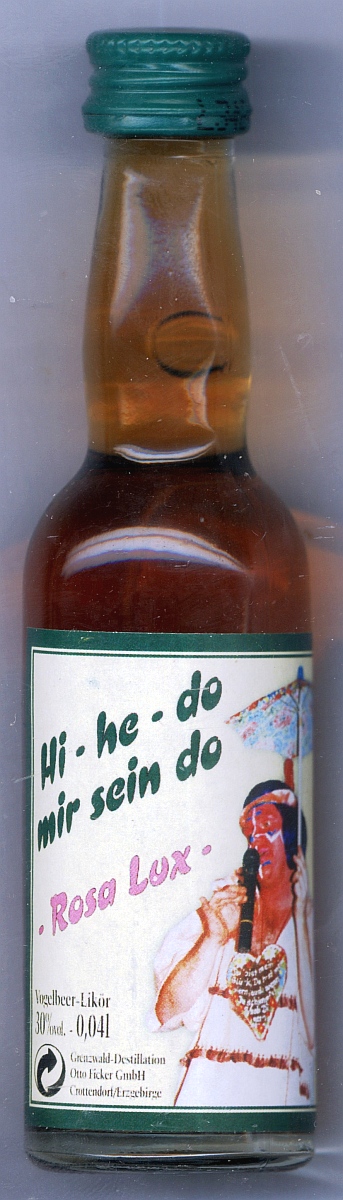 Hi - he - do
mir sein do
- Rosa Lux -
Vogelbeer-Likör
30%vol. - 0,04l
Grenzwald-Destillation
Otto Ficker GmbH
Crottendorf/Erzgebirge